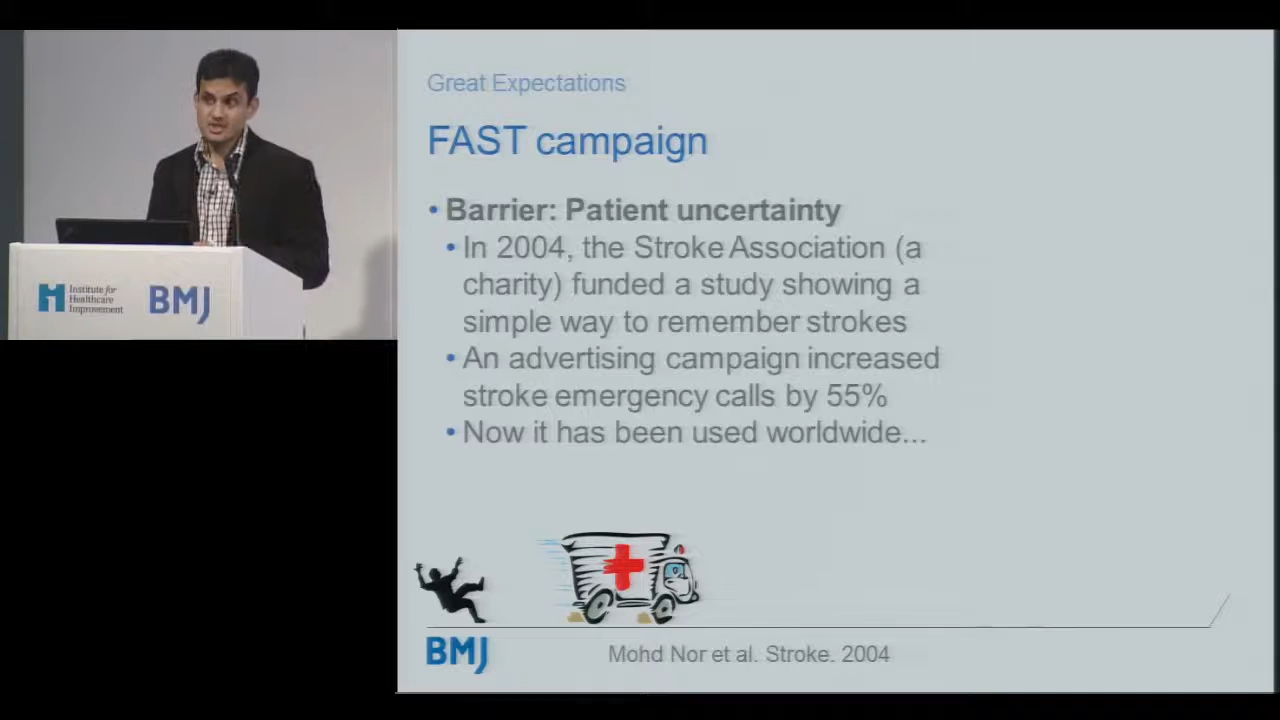 Great Expectations
FAST campaign
• Barrier: Patient uncertainty
• In 2004, the Stroke Association (a
charity) funded a study showing a
simple way to remember strokes
• An advertising campaign increased
stroke emergency calls by 55%
• Now it has been used worldwide...
Institute for
Healthcare
Improvement
BMJ
BMJ
Mohd Nor et al. Stroke. 2004